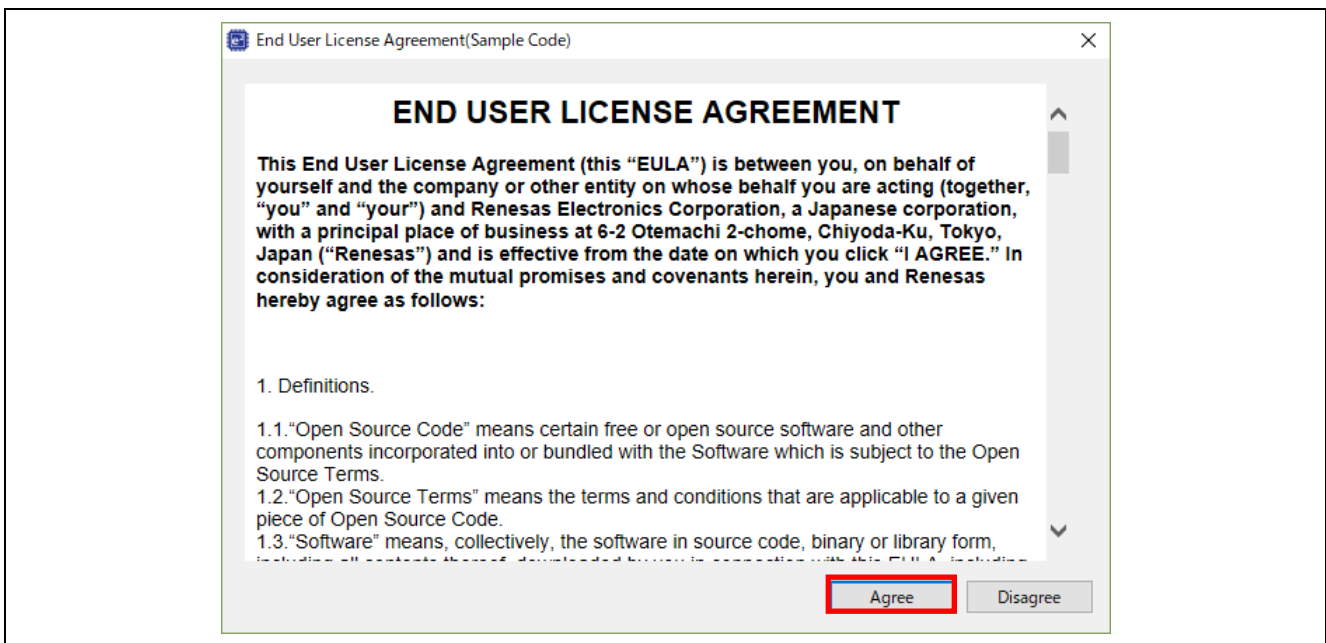 End User License Agreement(Sample Code)
END USER LICENSE AGREEMENT
This End User License Agreement (this “EULA”) is between you, on behalf of
yourself and the company or other entity on whose behalf you are acting (together,
“you” and “your”) and Renesas Electronics Corporation, a Japanese corporation,
with a principal place of business at 6-2 Otemachi 2-chome, Chiyoda-Ku, Tokyo,
Japan (“Renesas”) and is effective from the date on which you click “I AGREE.” In
consideration of the mutual promises and covenants herein, you and Renesas
hereby agree as follows:
1. Definitions.
1.1.“Open Source Code” means certain free or open source software and other
components incorporated into or bundled with the Software which is subject to the Open
Source Terms.
1.2.“Open Source Terms” means the terms and conditions that are applicable to a given
piece of Open Source Code.
1.3.“Software” means, collectively, the software in source code, binary or library form,
Agree
Disagree